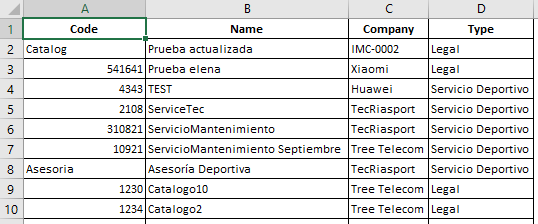 A B C D
1 Code Name Company Type
2 Catalog Prueba actualizada IMC-0002 Legal
3 541641 Prueba elena Xiaomi Legal
4 4343 TEST Huawei Servicio Deportivo
5 2108 ServiceTec TecRiasport Servicio Deportivo
6 310821 ServicioMantenimiento TecRiasport Servicio Deportivo
7 10921 ServicioMantenimiento Septiembre Tree Telecom Servicio Deportivo
8 Asesoria Asesoría Deportiva TecRiasport Servicio Deportivo
9 1230 Catalogo10 Tree Telecom Legal
10 1234 Catalogo2 Tree Telecom Legal